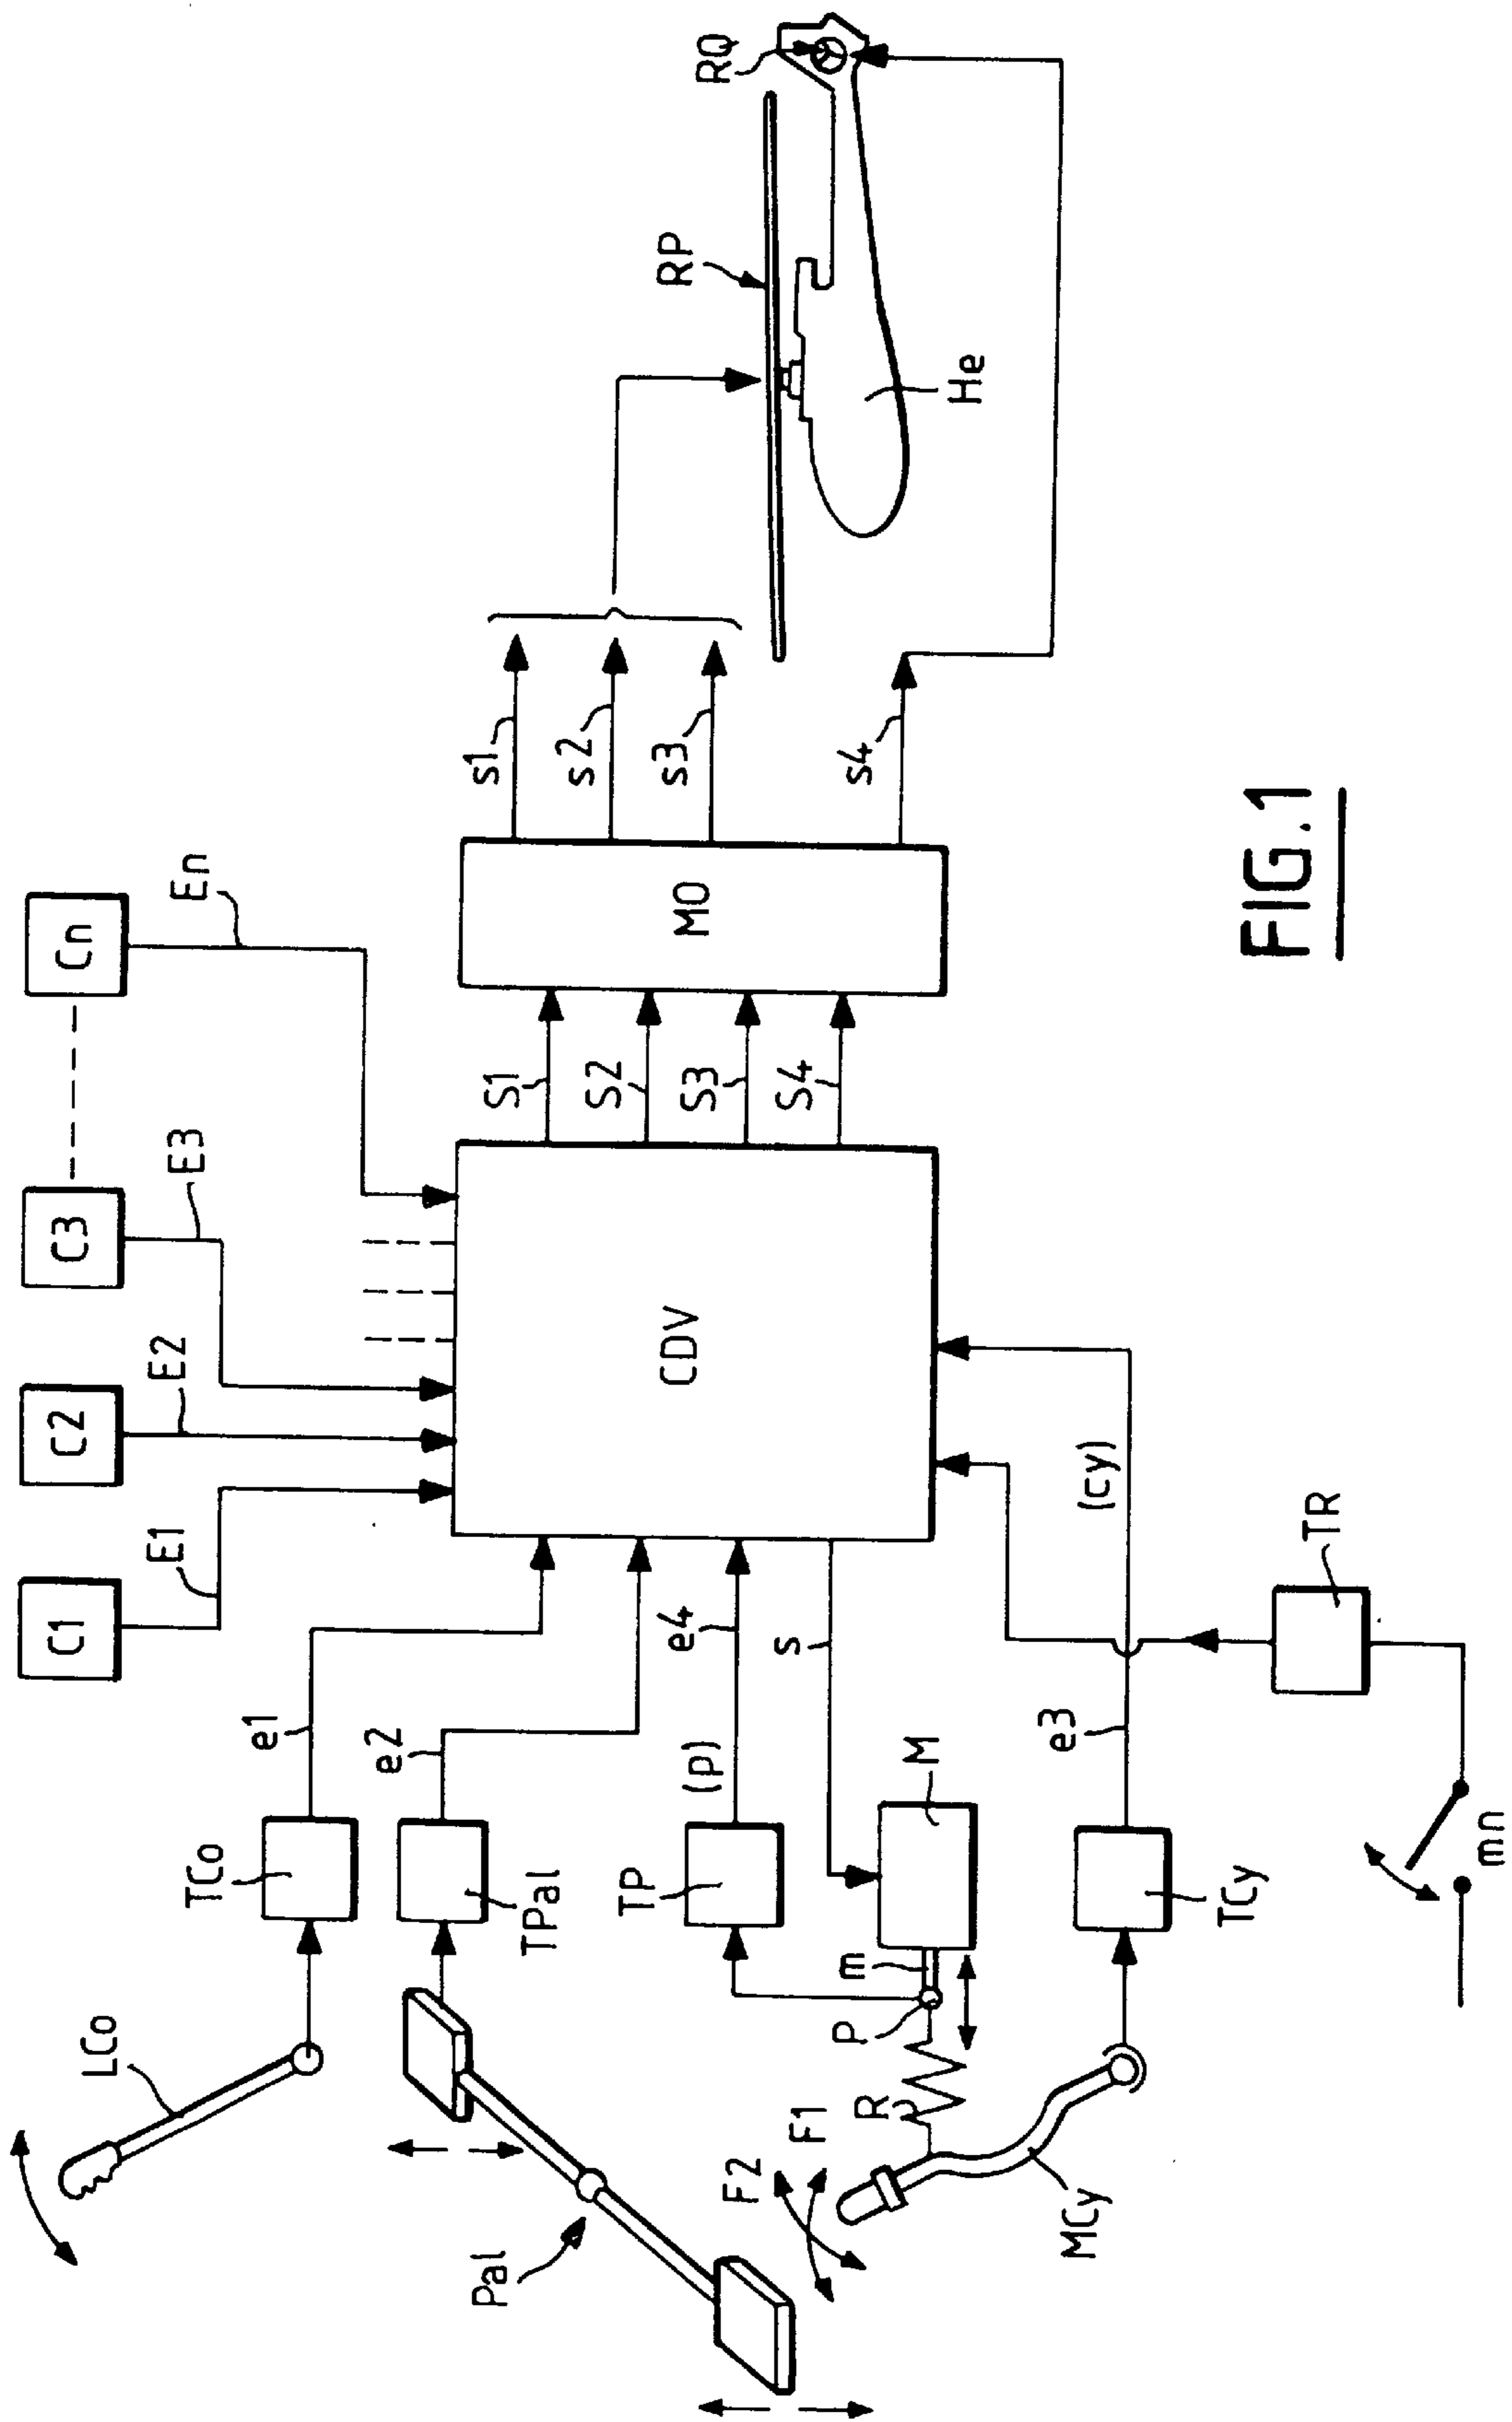 C1
C2
C3
Cn
E1
E2
E3
En
LCo
TCo
e1
Pal
TPal
e2
TP
(p)
e4
s
CDV
S1
S2
S3
S4
MO
s1
s2
s3
s4
RP
RQ
He
F2
F1
R
P
m
M
MCy
TCy
e3
(cy)
TR
mn
FIG.1